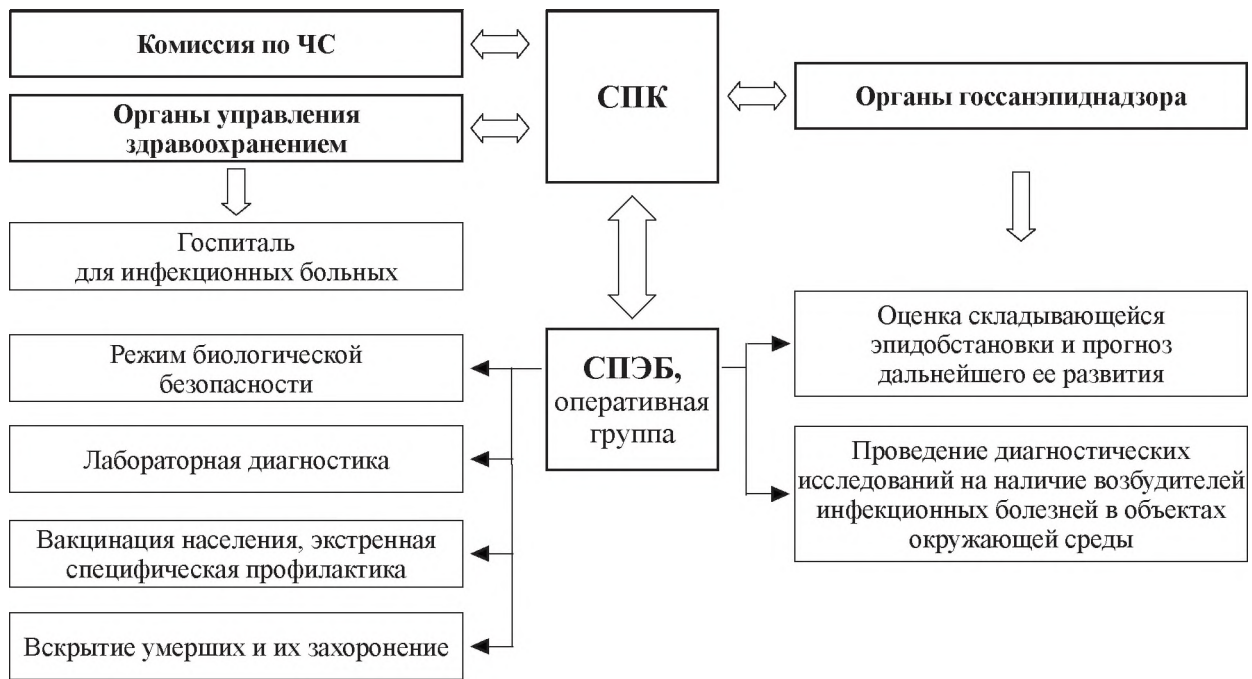 Комиссия по ЧС
Органы управления
здравоохранением
СПК
Органы госсанэпиднадзора
Госпиталь
для инфекционных больных
Режим биологической
безопасности
Лабораторная диагностика
Вакцинация населения, экстренная
специфическая профилактика
Вскрытие умерших и их захоронение
СПЭБ,
оперативная
группа
Оценка складывающейся
эпидобстановки и прогноз
дальнейшего ее развития
Проведение диагностических
исследований на наличие возбудителей
инфекционных болезней в объектах
окружающей среды